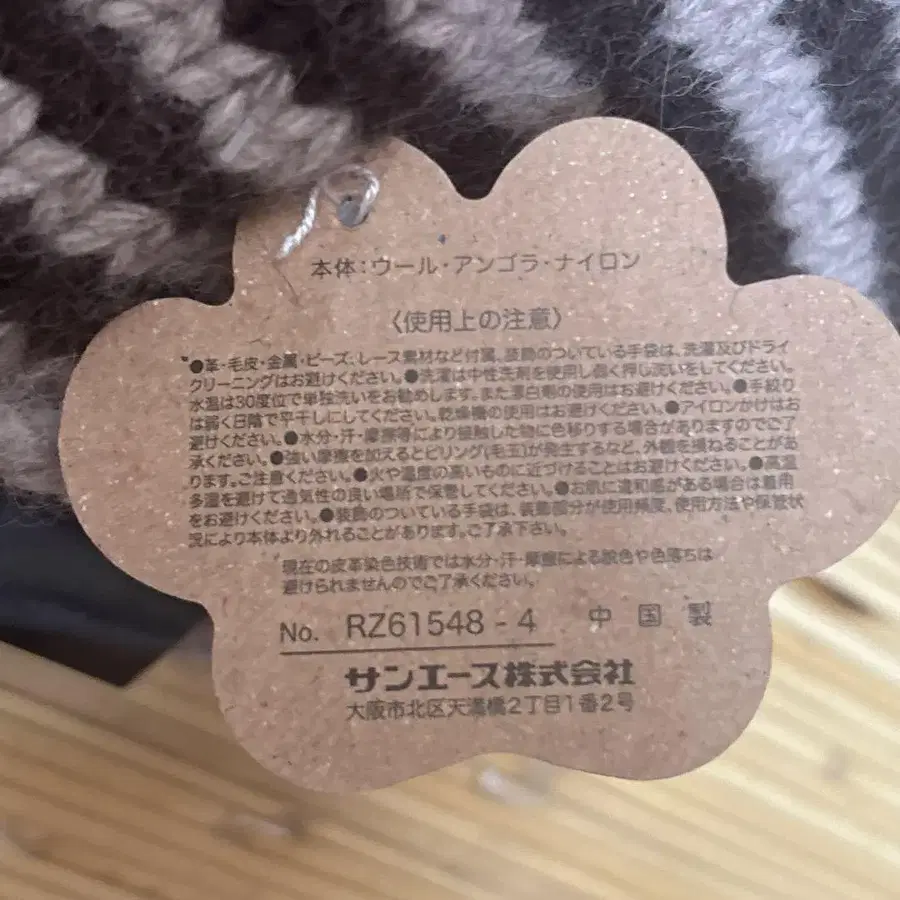 本体:ウール・アンゴラ・ナイロン
〈使用上の注意〉
●革・毛皮・金属・ビーズ、レース素材など付属、装飾のついている手袋は、洗濯及びドライ
クリーニングはお避けください。●洗濯は中性洗剤を使用し弱く押し洗いをしてください。
水温は30度位で単独洗いをお勧めします。また漂白剤の使用はお避けください。●手絞り
は弱く日陰で平干しにしてください。乾燥機の使用はお避けください。●アイロンかけはお
避けください。●水分・汗・摩擦等により接触した物に色移りする場合がありますのでご了
承ください。●強い摩擦を加えるとピリング(毛玉)が発生するなど、外観を損ねることがあ
ります。ご注意ください。●火や温度の高いものに近づけることはお避けください。●高温
多湿を避けて通気性の良い場所で保管してください。●お肌に違和感がある場合は着用
をお避けください。●装飾のついている手袋は、装飾部分が使用頻度、使用方法や保管状
況により本体より外れることがあります。ご了承下さい。
現在の皮革染色技術では水分・汗・摩擦による脱色や色落ちは
避けられませんのでご了承ください。
No. RZ61548-4 中国製
サンエース株式会社
大阪市北区天満橋2丁目1番2号